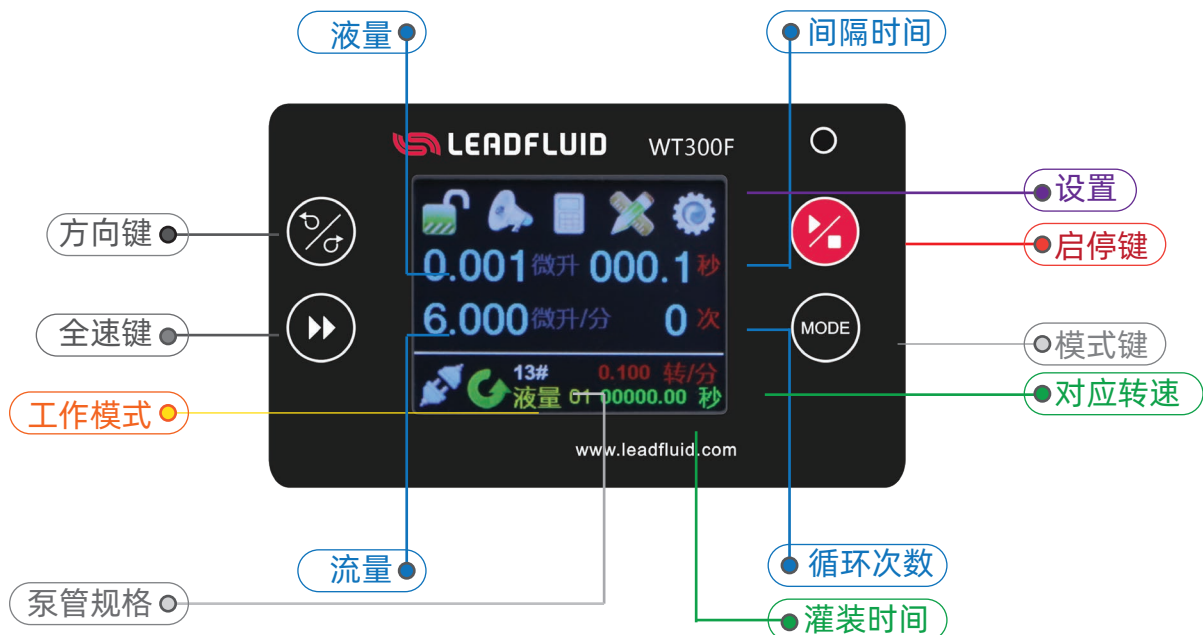 液量
间隔时间
LEADFLUID WT300F
设置
方向键
启停键
0.001 微升 000.1 秒
全速键
6.000 微升/分 0 次
MODE
模式键
13# 0.100 转/分
对应转速
液量 01 00000.00 秒
工作模式
www.leadfluid.com
流量
循环次数
泵管规格
灌装时间